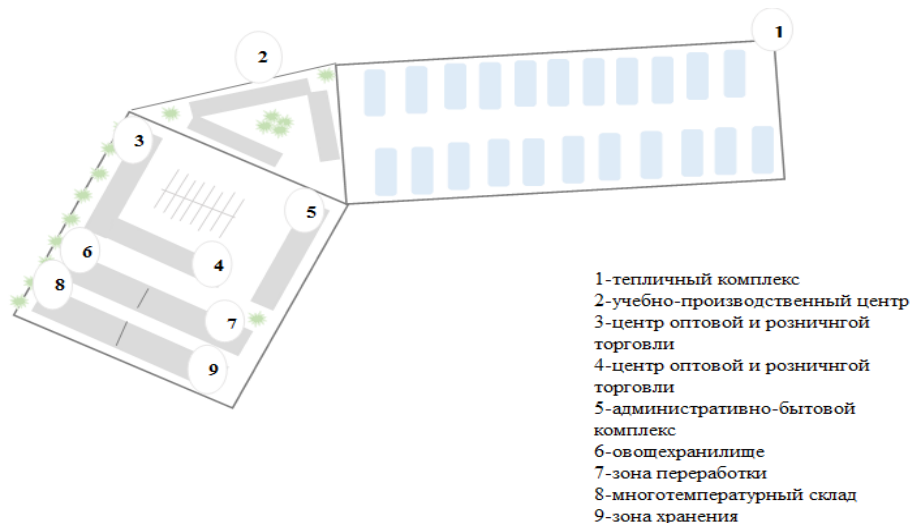 1
2
3
5
6
4
8
7
9
1-тепличный комплекс
2-учебно-производственный центр
3-центр оптовой и розничнгой
торговли
4-центр оптовой и розничнгой
торговли
5-административно-бытовой
комплекс
6-овощехранилище
7-зона переработки
8-многотемпературный склад
9-зона хранения